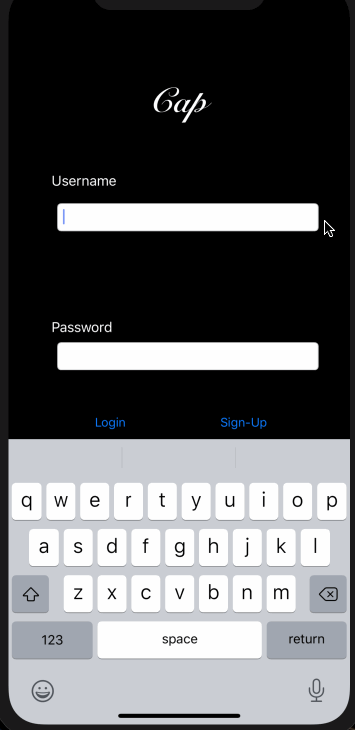 Cap
Username
Password
Login Sign-Up
q w e r t y u i o p
a s d f g h j k l
z x c v b n m
123 space return